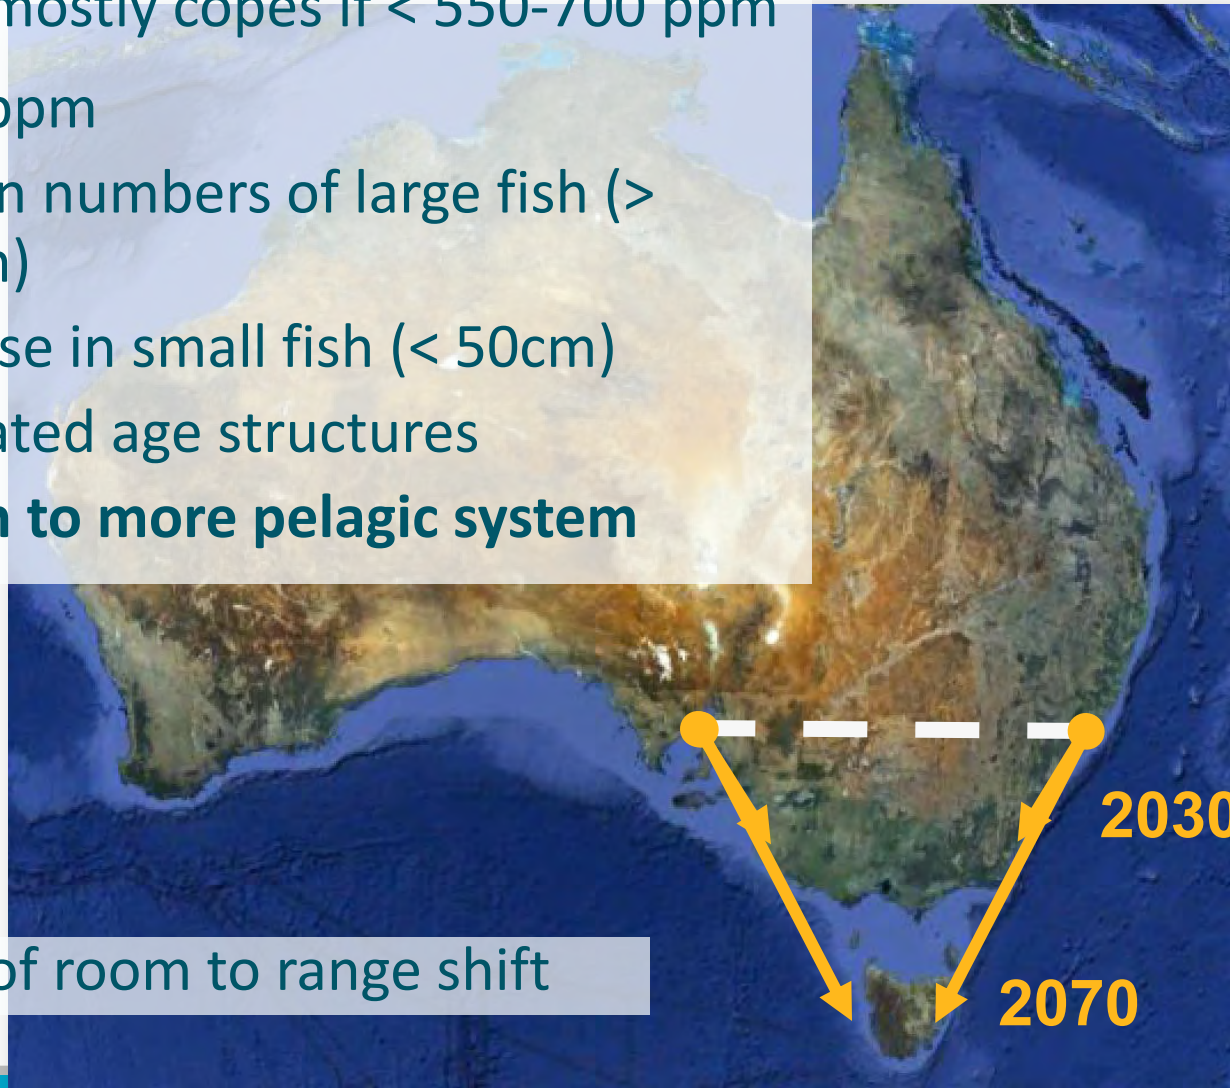 mostly copes if < 550-700 ppm
ppm
n numbers of large fish (>
n)
se in small fish (< 50cm)
ated age structures
n to more pelagic system
2030
of room to range shift
2070